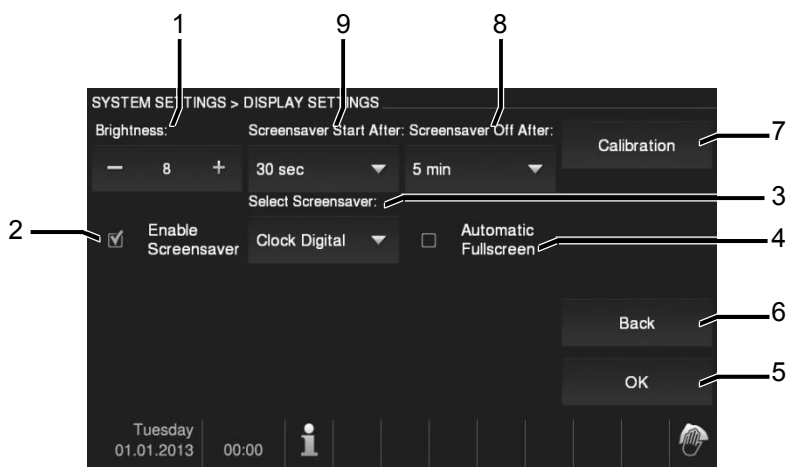 1 9 8
SYSTEM SETTINGS > DISPLAY SETTINGS
Brightness: Screensaver Start After: Screensaver Off After:
Calibration 7
− 8 + 30 sec 5 min
Select Screensaver: 3
2 Enable Screensaver Clock Digital Automatic Fullscreen 4
Back 6
OK 5
Tuesday
01.01.2013 00:00 i